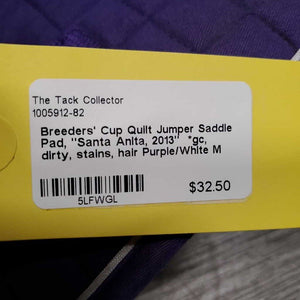 The Tack Collector
1005912-82
Breeders' Cup Quilt Jumper Saddle
Pad, "Santa Anita, 2013" *gc,
dirty, stains, hair Purple/White M
5LFWGL
$32.50